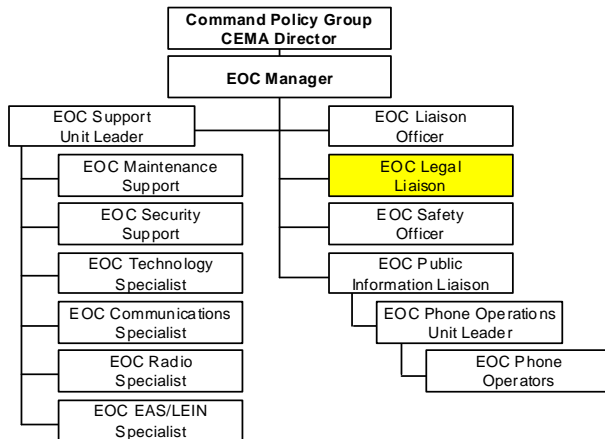 Command Policy Group
CEMA Director
EOC Manager
EOC Support
Unit Leader
EOC Maintenance
Support
EOC Security
Support
EOC Technology
Specialist
EOC Communications
Specialist
EOC Radio
Specialist
EOC EAS/LEIN
Specialist
EOC Liaison
Officer
EOC Legal
Liaison
EOC Safety
Officer
EOC Public
Information Liaison
EOC Phone Operations
Unit Leader
EOC Phone
Operators